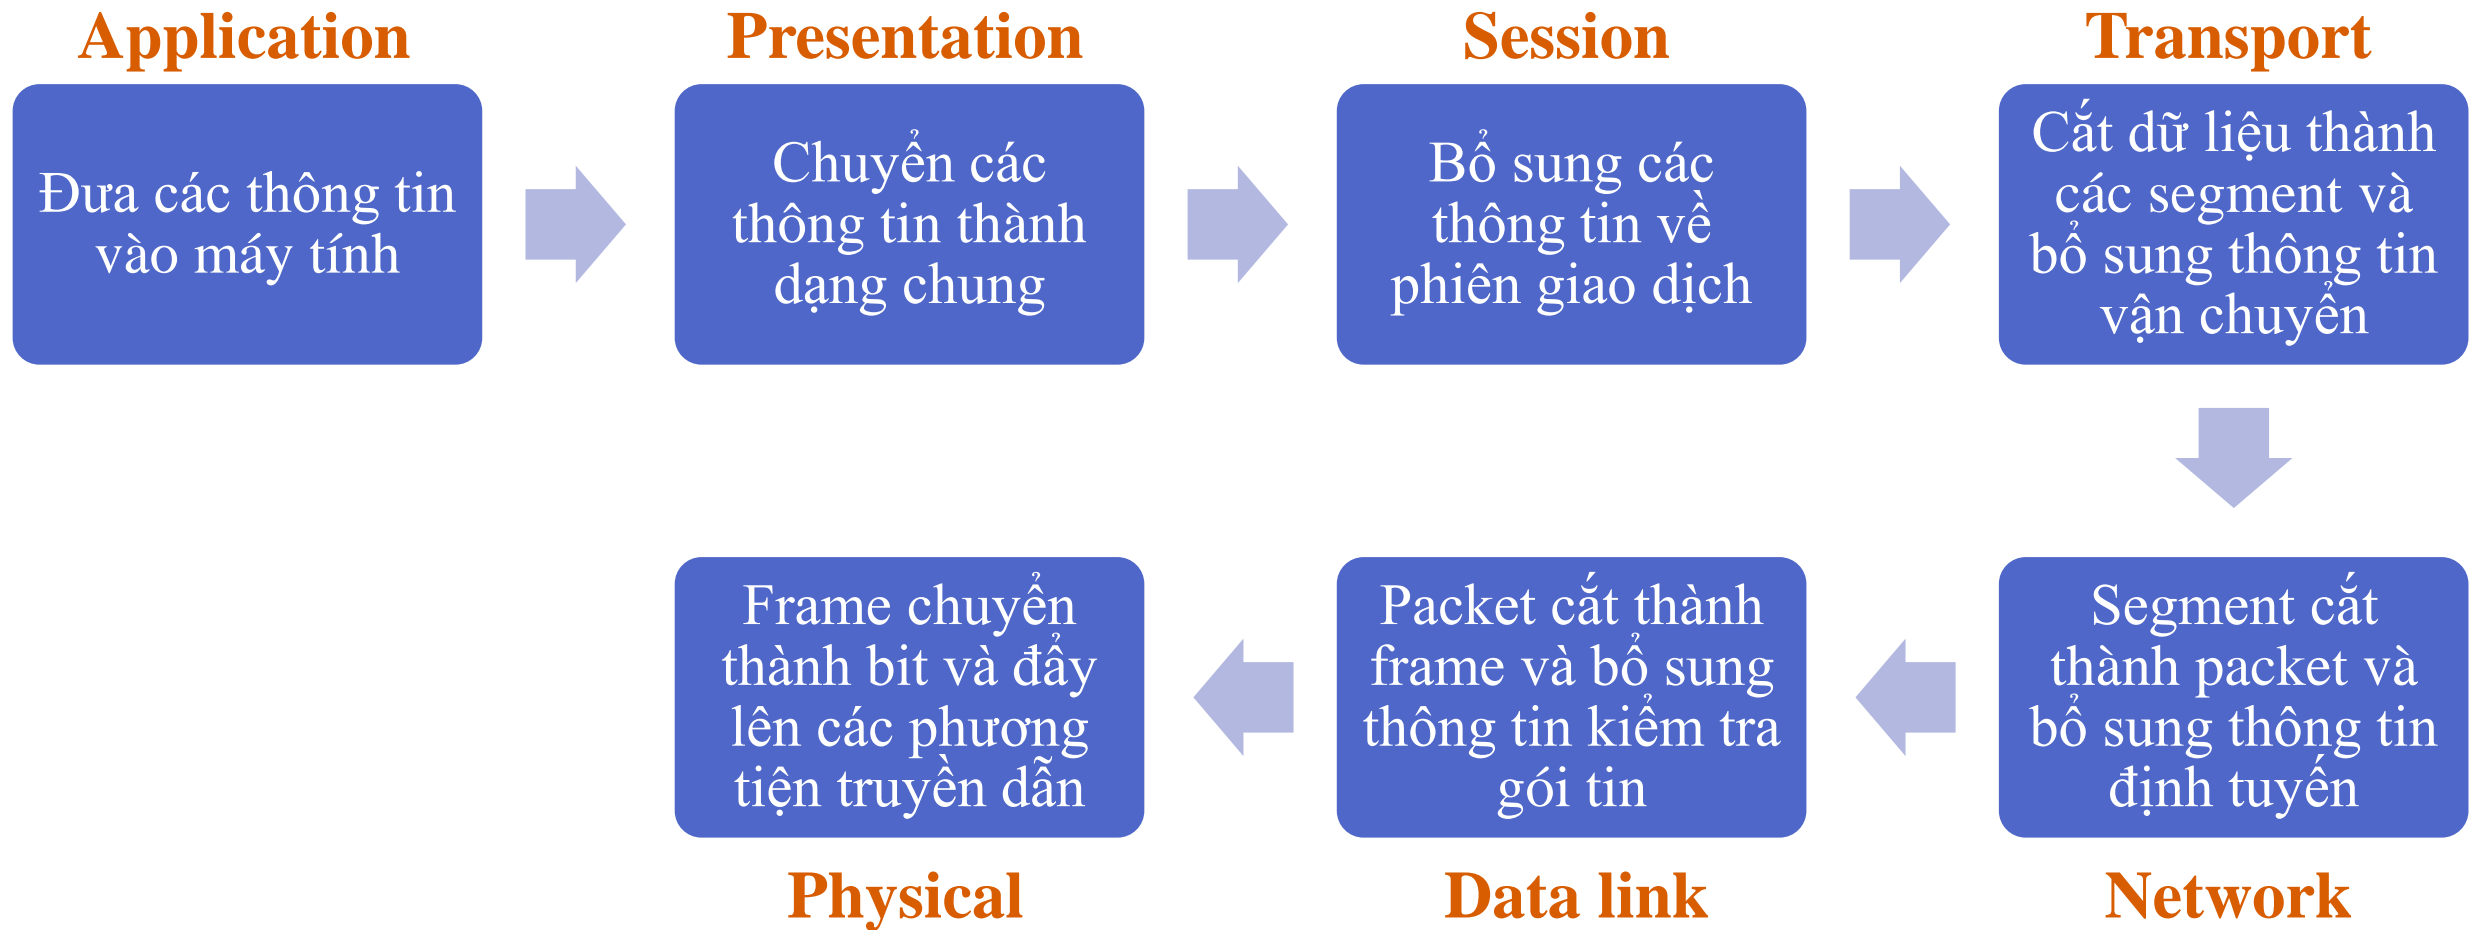 Application
Đưa các thông tin
vào máy tính
Presentation
Chuyển các
thông tin thành
dạng chung
Session
Bổ sung các
thông tin về
phiên giao dịch
Transport
Cắt dữ liệu thành
các segment và
bổ sung thông tin
vận chuyển
Segment cắt
thành packet và
bổ sung thông tin
định tuyến
Network
Packet cắt thành
frame và bổ sung
thông tin kiểm tra
gói tin
Data link
Frame chuyển
thành bit và đẩy
lên các phương
tiện truyền dẫn
Physical